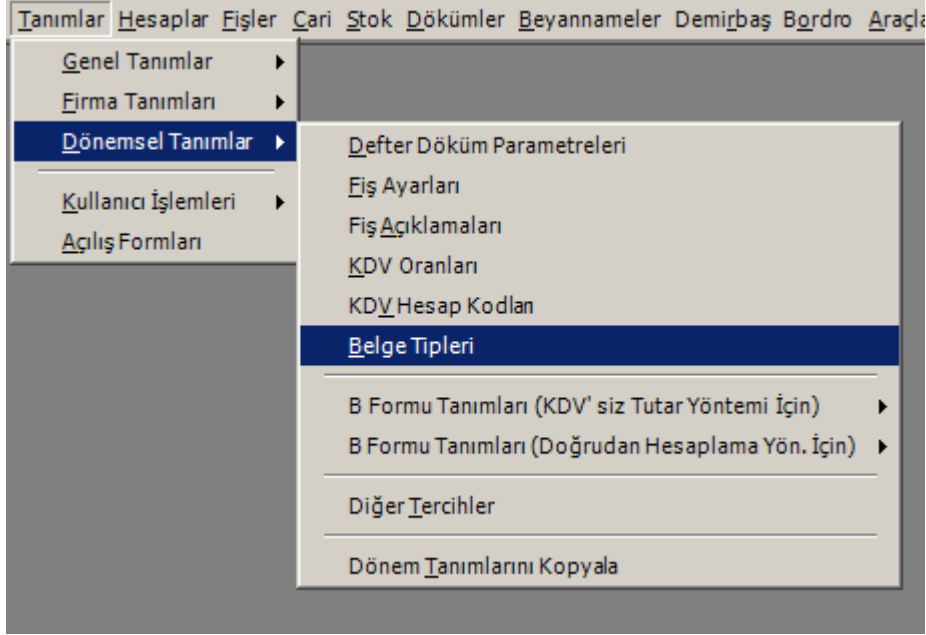 Tanımlar Hesaplar Fişler Cari Stok Dökümler Beyannameler Demirbaş Bordro Araçla
Genel Tanımlar
Firma Tanımları
Dönemsel Tanımlar
Kullanıcı İşlemleri
Açılış Formları
Defter Döküm Parametreleri
Fiş Ayarları
Fiş Açıklamaları
KDV Oranları
KDV Hesap Kodları
Belge Tipleri
B Formu Tanımları (KDV' siz Tutar Yöntemi İçin)
B Formu Tanımları (Doğrudan Hesaplama Yön. İçin)
Diğer Tercihler
Dönem Tanımlarını Kopyala